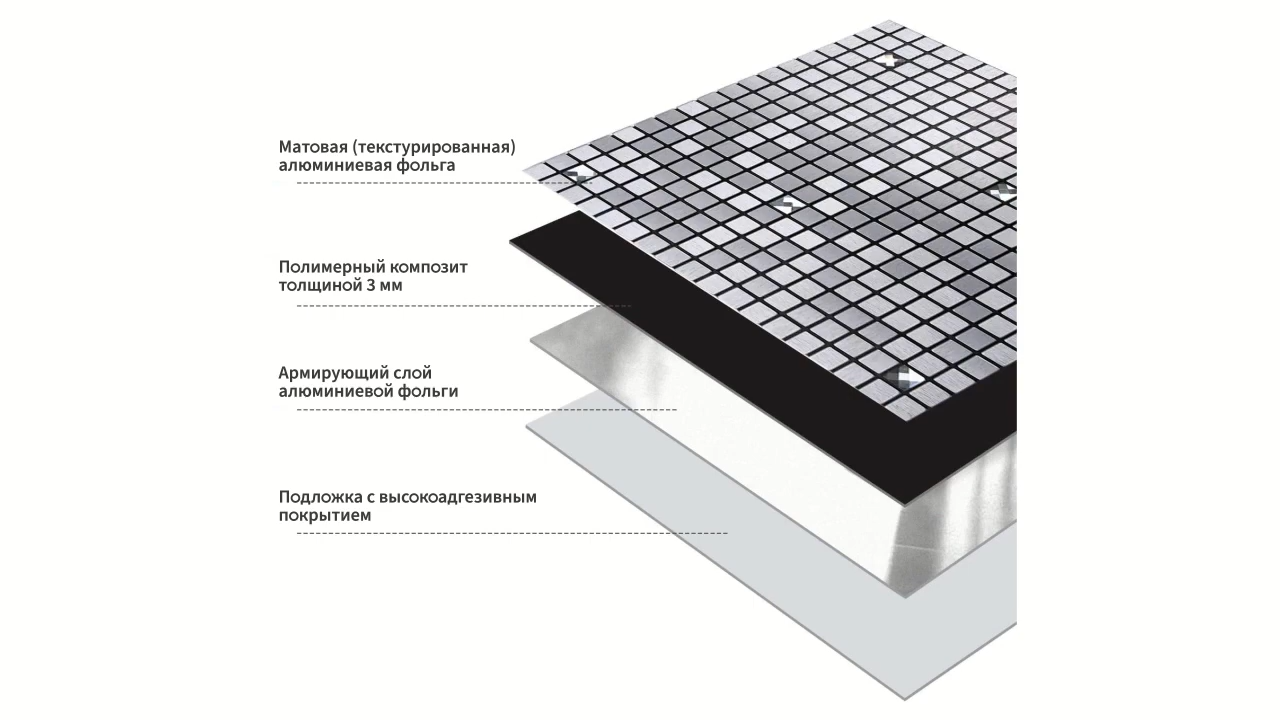 Матовая (текстурированная)
алюминиевая фольга
Полимерный композит
толщиной 3 мм
Армирующий слой
алюминиевой фольги
Подложка с высокоадгезивным
покрытием